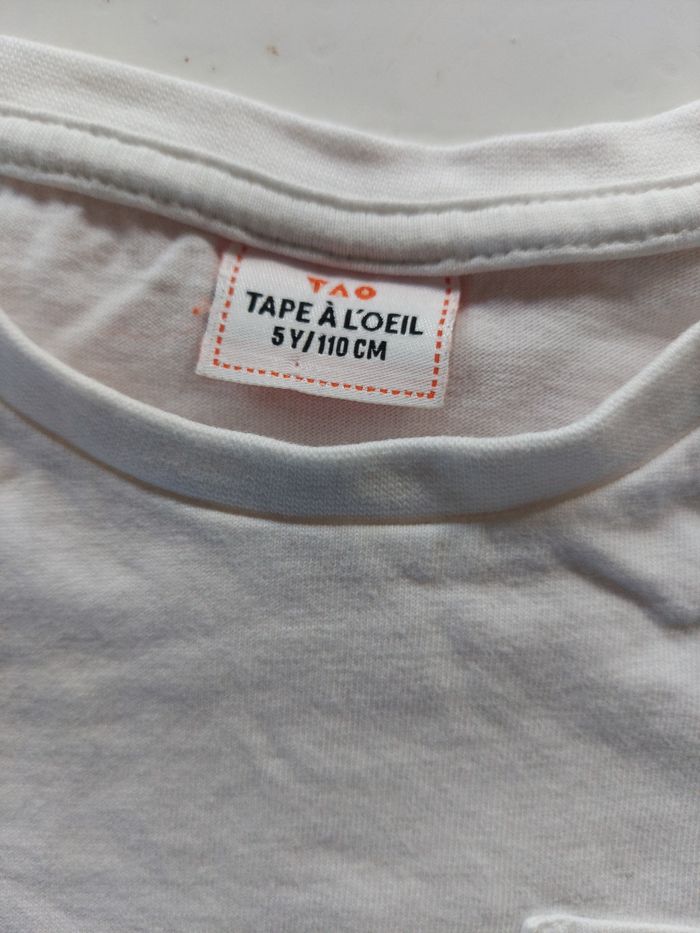 TAO
TAPE À L'OEIL
5 Y/110 CM